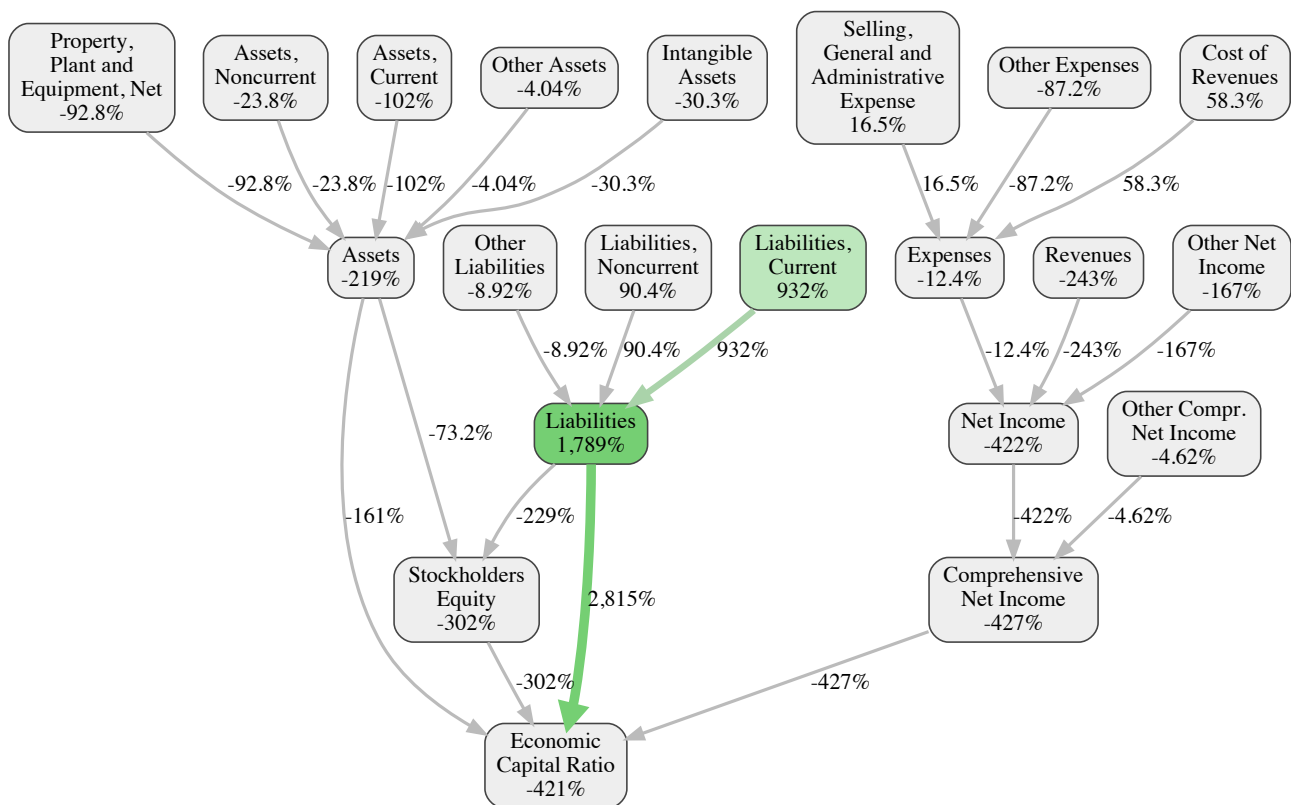 Property,
Plant and
Equipment, Net
-92.8%
Assets,
Noncurrent
-23.8%
Assets,
Current
-102%
Other Assets
-4.04%
Intangible
Assets
-30.3%
Selling,
General and
Administrative
Expense
16.5%
Other Expenses
-87.2%
Cost of
Revenues
58.3%
-92.8%
-23.8%
-102%
-4.04%
-30.3%
16.5%
-87.2%
58.3%
Assets
-219%
Other
Liabilities
-8.92%
Liabilities,
Noncurrent
90.4%
Liabilities,
Current
932%
Expenses
-12.4%
Revenues
-243%
Other Net
Income
-167%
-8.92%
90.4%
932%
-12.4%
-243%
-167%
-73.2%
Liabilities
1,789%
Net Income
-422%
Other Compr.
Net Income
-4.62%
-161%
-229%
-422%
-4.62%
Stockholders
Equity
-302%
2,815%
Comprehensive
Net Income
-427%
-302%
-427%
Economic
Capital Ratio
-421%